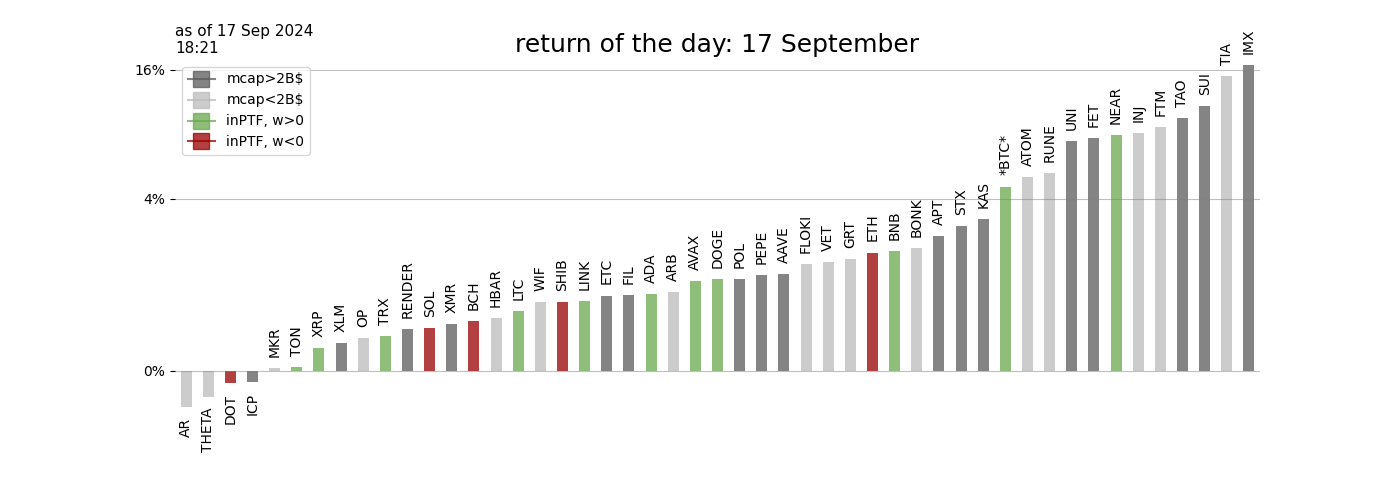 as of 17 Sep 2024
18:21
return of the day: 17 September
16%
4%
0%
mcap>2B$
mcap<2B$
inPTF, w>0
inPTF, w<0
AR
THETA
DOT
ICP
MKR
TON
XRP
XLM
OP
TRX
RENDER
SOL
XMR
BCH
HBAR
LTC
WIF
SHIB
LINK
ETC
FIL
ADA
ARB
AVAX
DOGE
POL
PEPE
AAVE
FLOKI
VET
GRT
ETH
BNB
BONK
APT
STX
KAS
*BTC*
ATOM
RUNE
UNI
FET
NEAR
INJ
FTM
TAO
SUI
TIA
IMX